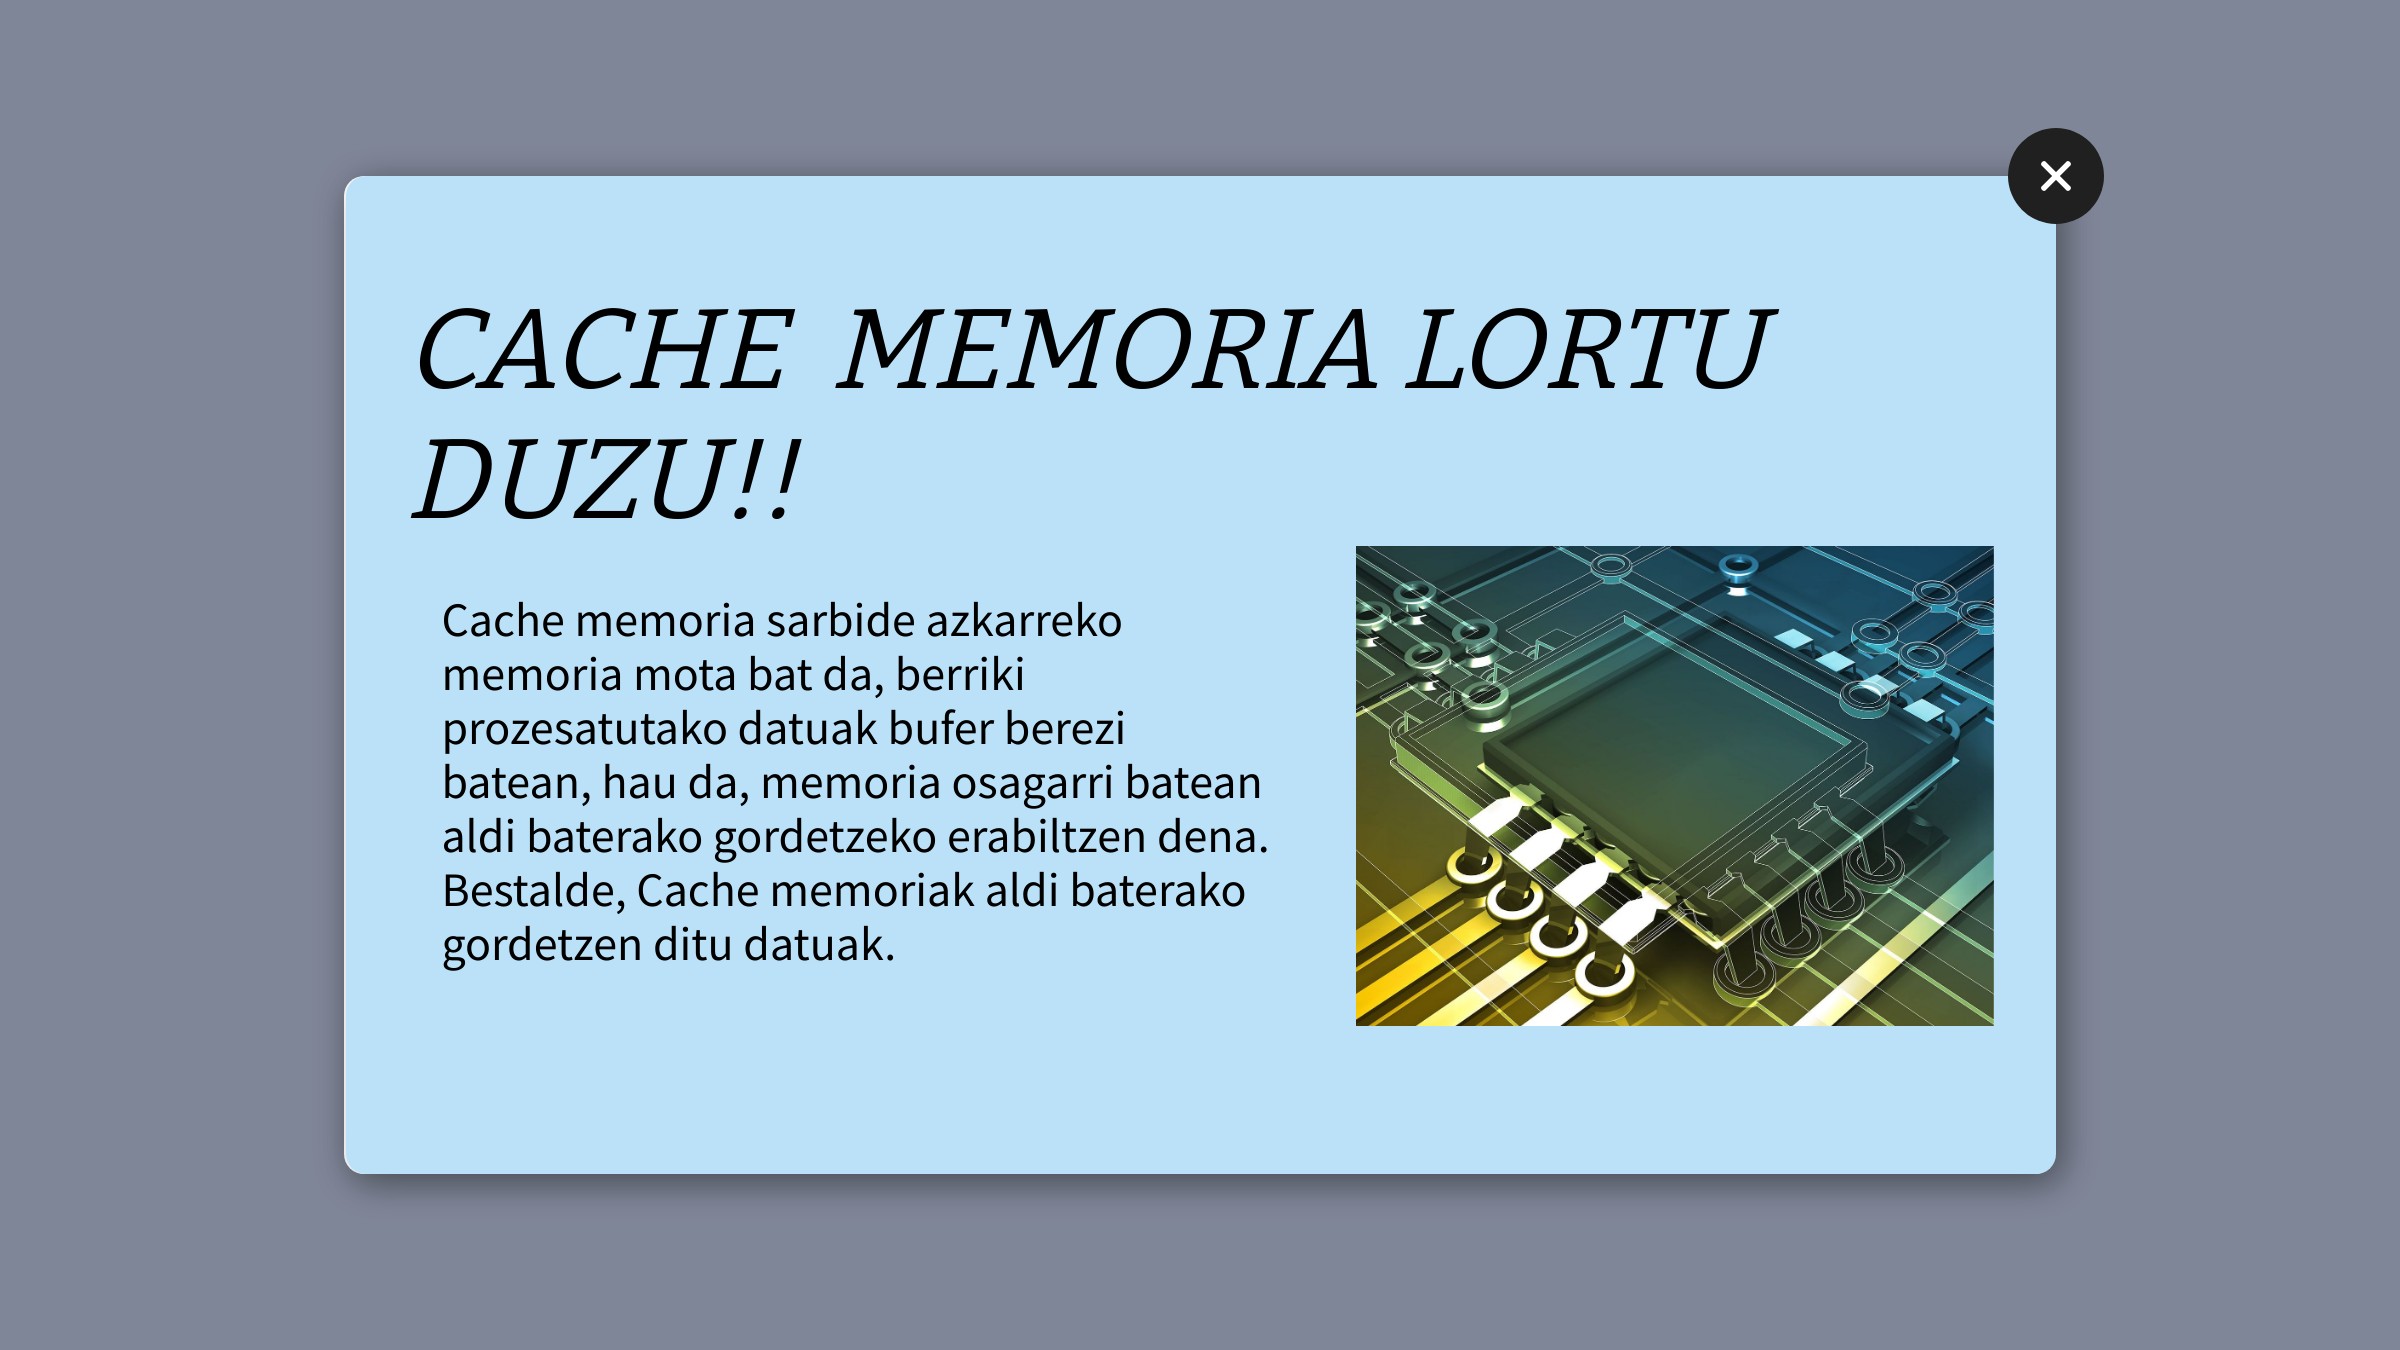 CACHE  MEMORIA LORTU
DUZU!!
Cache memoria sarbide azkarreko
memoria mota bat da, berriki
prozesatutako datuak bufer berezi
batean, hau da, memoria osagarri batean
aldi baterako gordetzeko erabiltzen dena.
Bestalde, Cache memoriak aldi baterako
gordetzen ditu datuak.